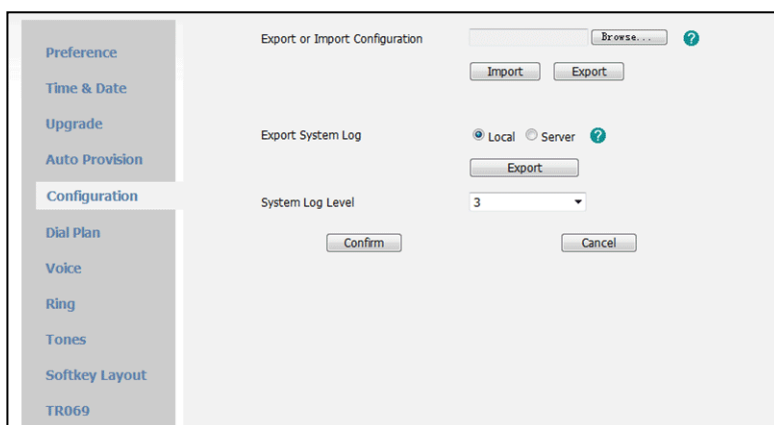 Preference
Time & Date
Upgrade
Auto Provision
Configuration
Dial Plan
Voice
Ring
Tones
Softkey Layout
TR069
Export or Import Configuration
Browse...
?
Import Export
Export System Log
Local Server
?
Export
System Log Level
3
Confirm Cancel